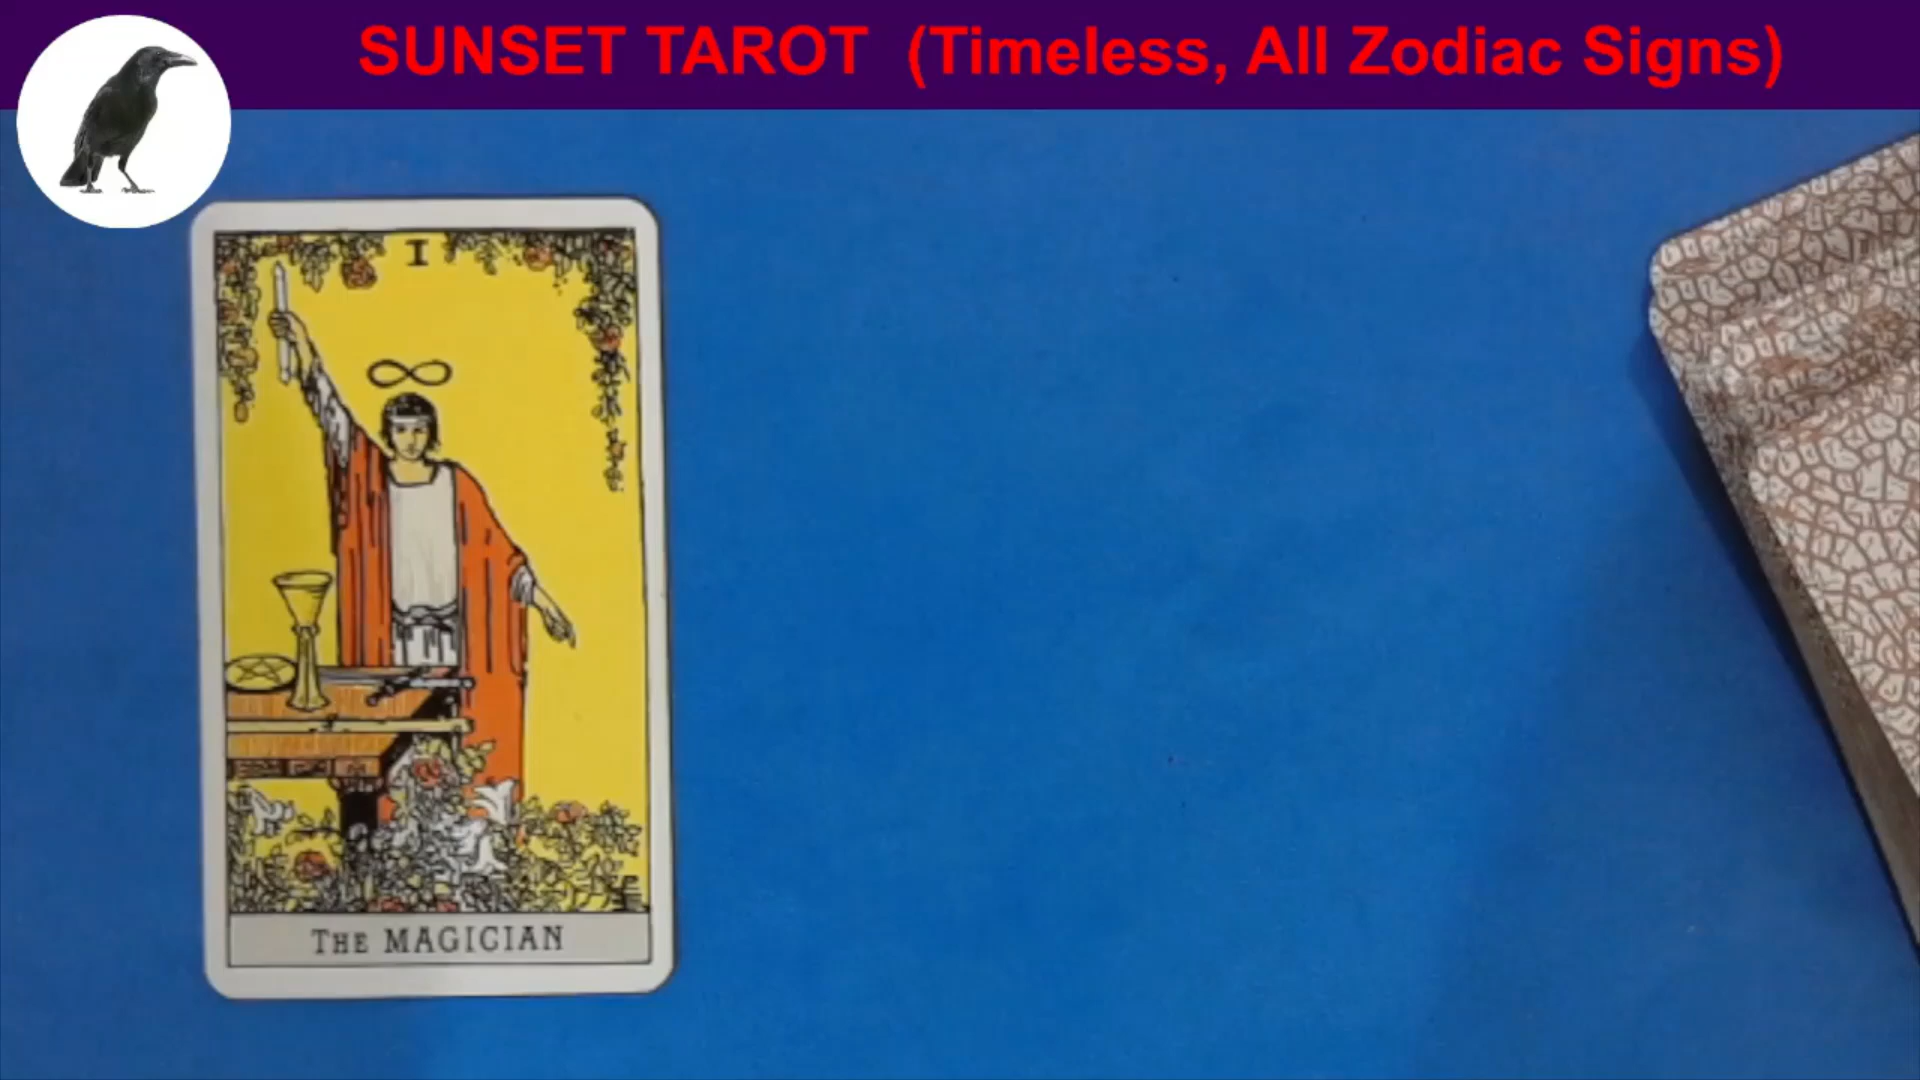 SUNSET TAROT (Timeless, All Zodiac Signs)
I
THE MAGICIAN